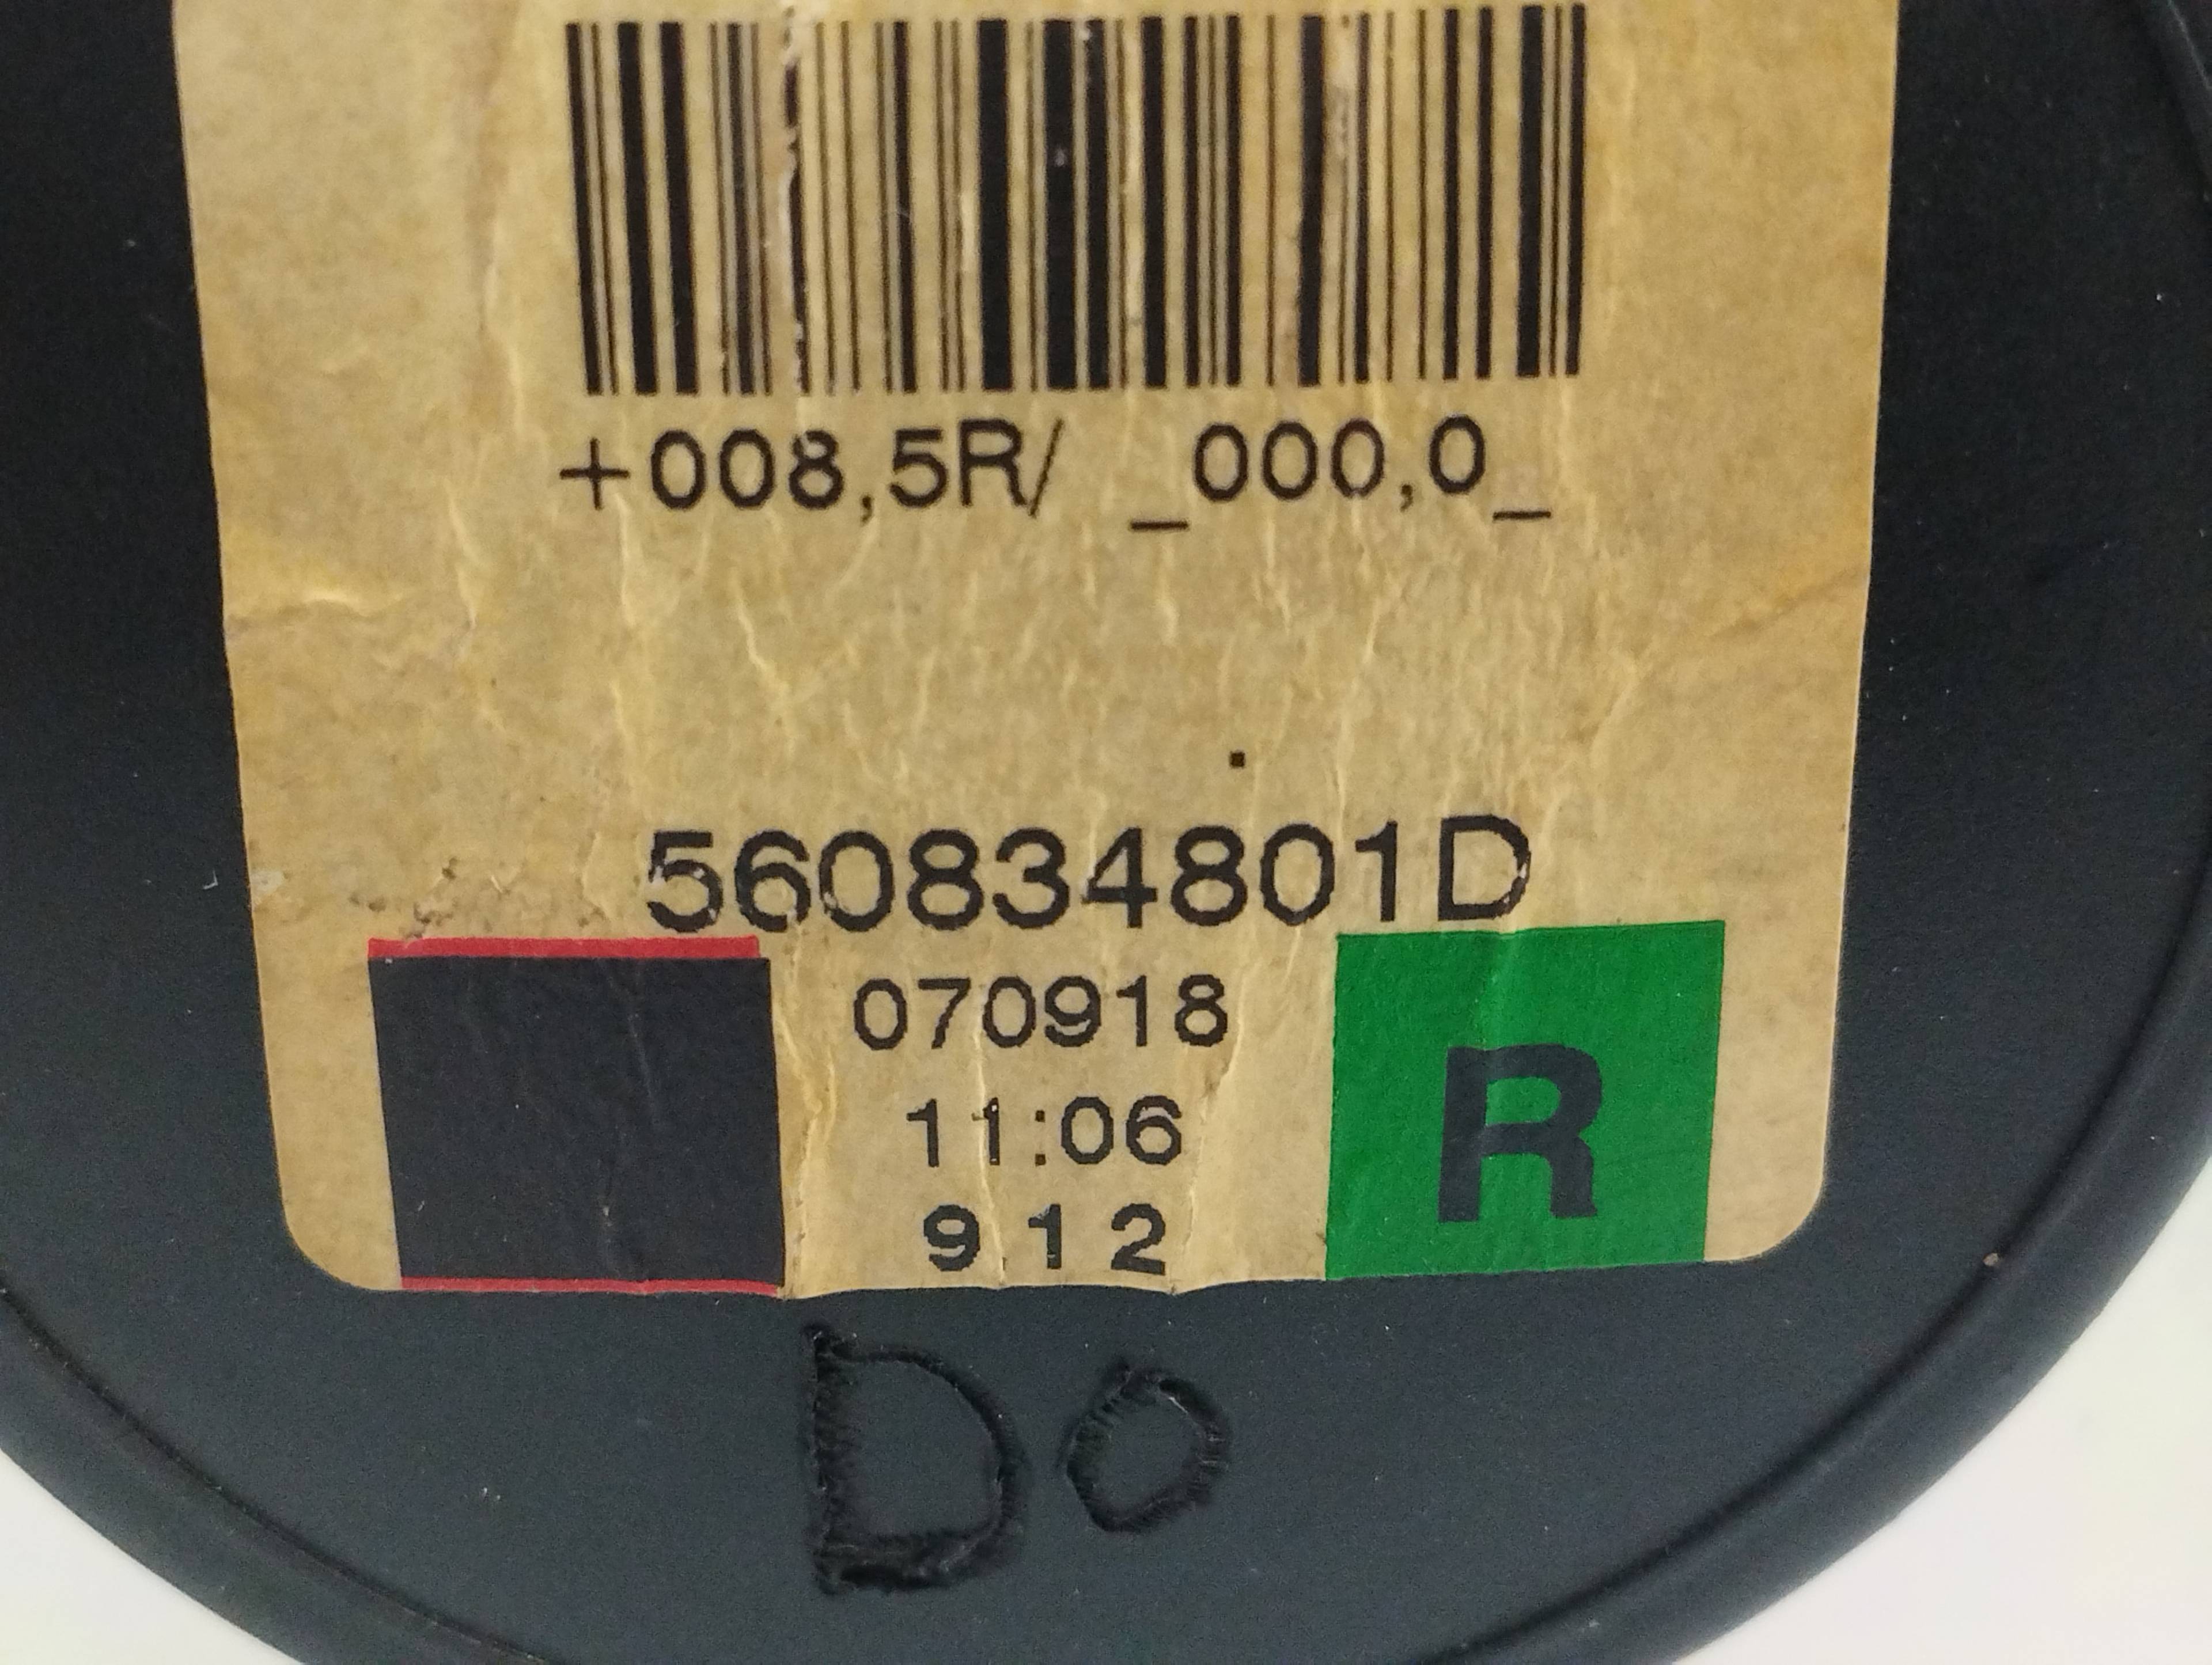 +008,5R/ _000,0_
560834801D
070918
11:06
912
R
DO